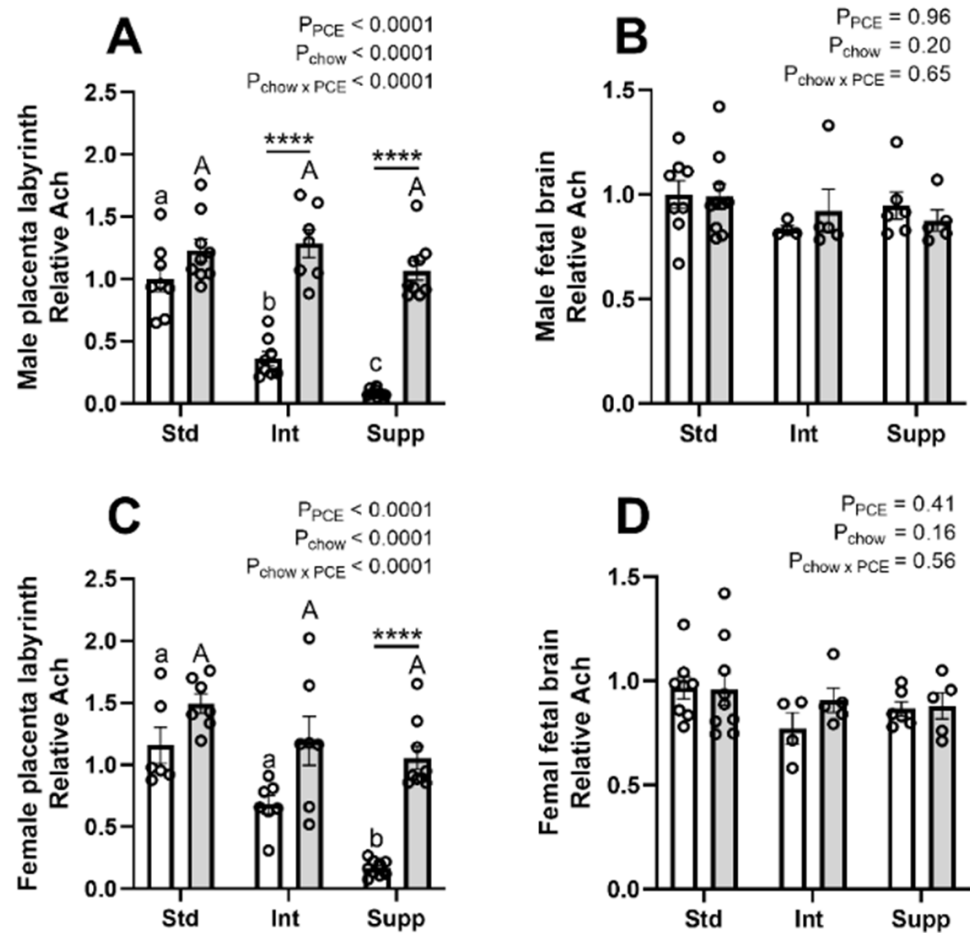 A
P_PCE < 0.0001
P_chow < 0.0001
P_chow x PCE < 0.0001
Male placenta labyrinth
Relative Ach
2.5
2.0
1.5
1.0
0.5
0.0
a
A
b
****
A
c
****
A
Std
Int
Supp
B
P_PCE = 0.96
P_chow = 0.20
P_chow x PCE = 0.65
Male fetal brain
Relative Ach
1.5
1.0
0.5
0.0
Std
Int
Supp
C
P_PCE < 0.0001
P_chow < 0.0001
P_chow x PCE < 0.0001
Female placenta labyrinth
Relative Ach
2.5
2.0
1.5
1.0
0.5
0.0
a
A
a
A
b
****
A
Std
Int
Supp
D
P_PCE = 0.41
P_chow = 0.16
P_chow x PCE = 0.56
Femal fetal brain
Relative Ach
1.5
1.0
0.5
0.0
Std
Int
Supp